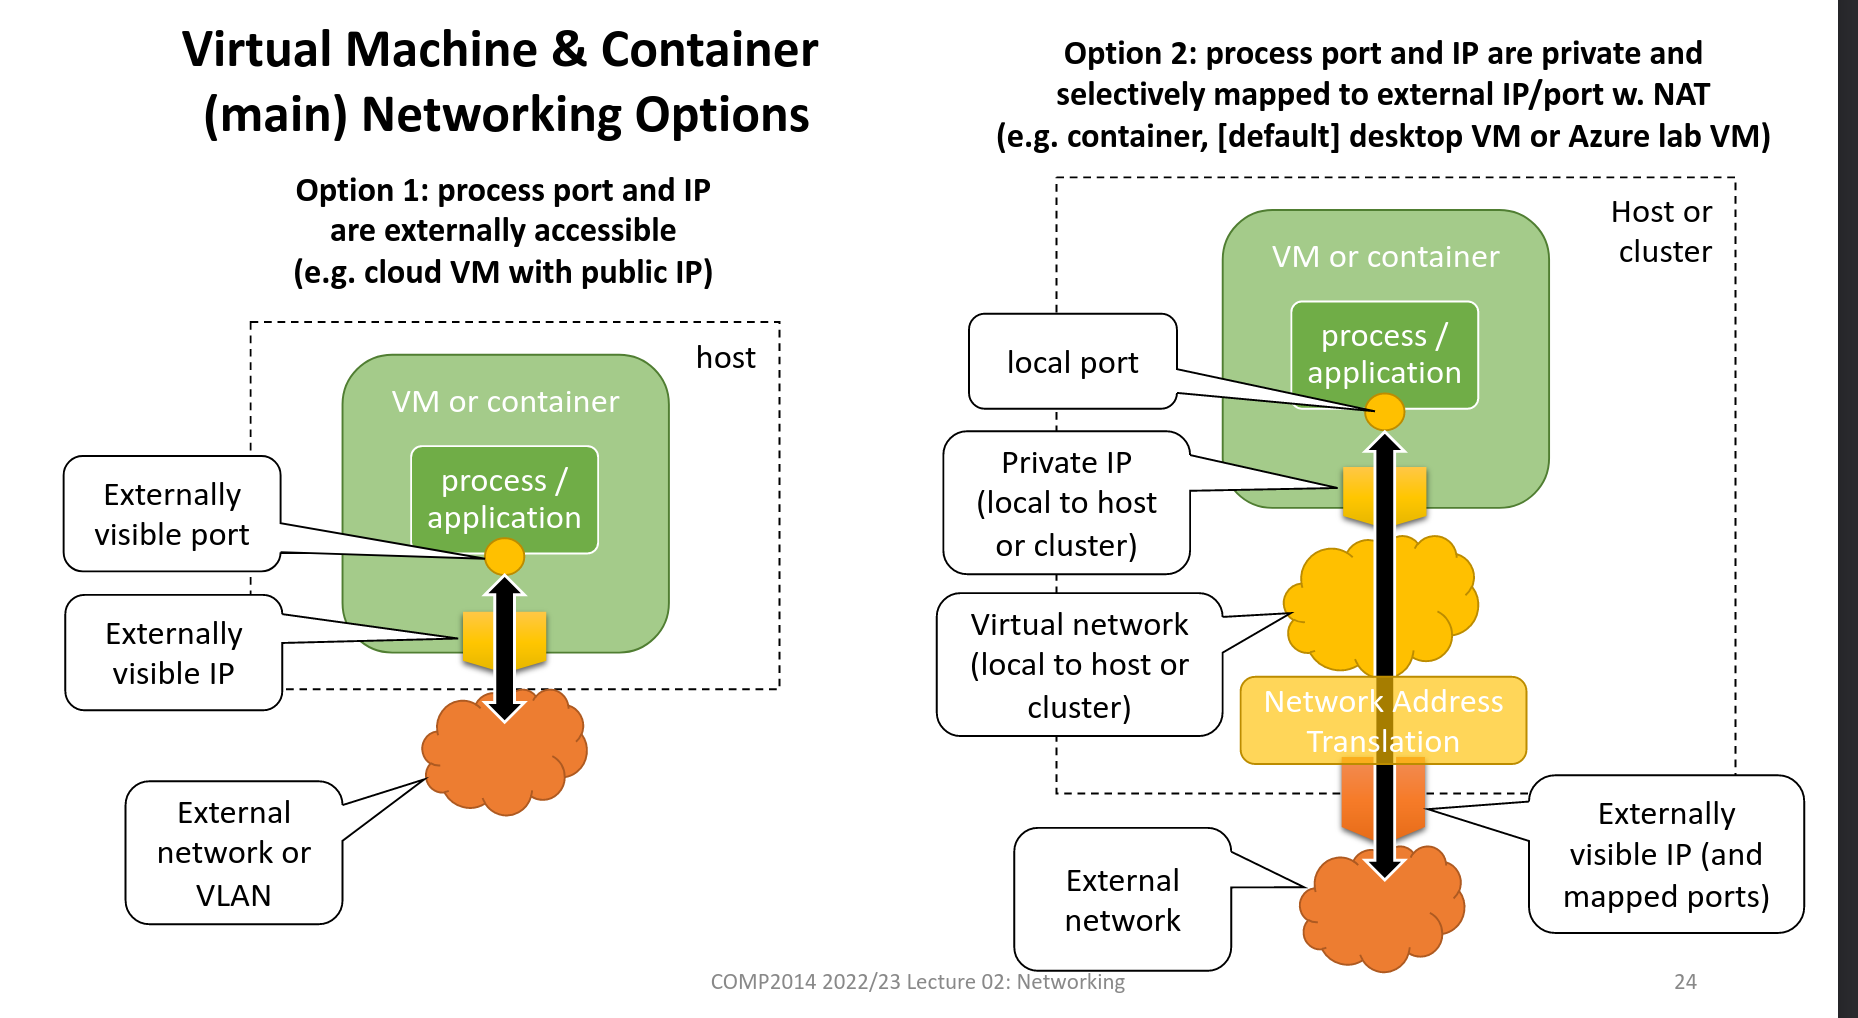 Virtual Machine & Container
(main) Networking Options
Option 1: process port and IP
are externally accessible
(e.g. cloud VM with public IP)
host
VM or container
process /
application
Externally
visible port
Externally
visible IP
External
network or
VLAN
Option 2: process port and IP are private and
selectively mapped to external IP/port w. NAT
(e.g. container, [default] desktop VM or Azure lab VM)
Host or
cluster
VM or container
process /
application
local port
Private IP
(local to host
or cluster)
Virtual network
(local to host or
cluster)
Network Address
Translation
Externally
visible IP (and
mapped ports)
External
network
COMP2014 2022/23 Lecture 02: Networking
24